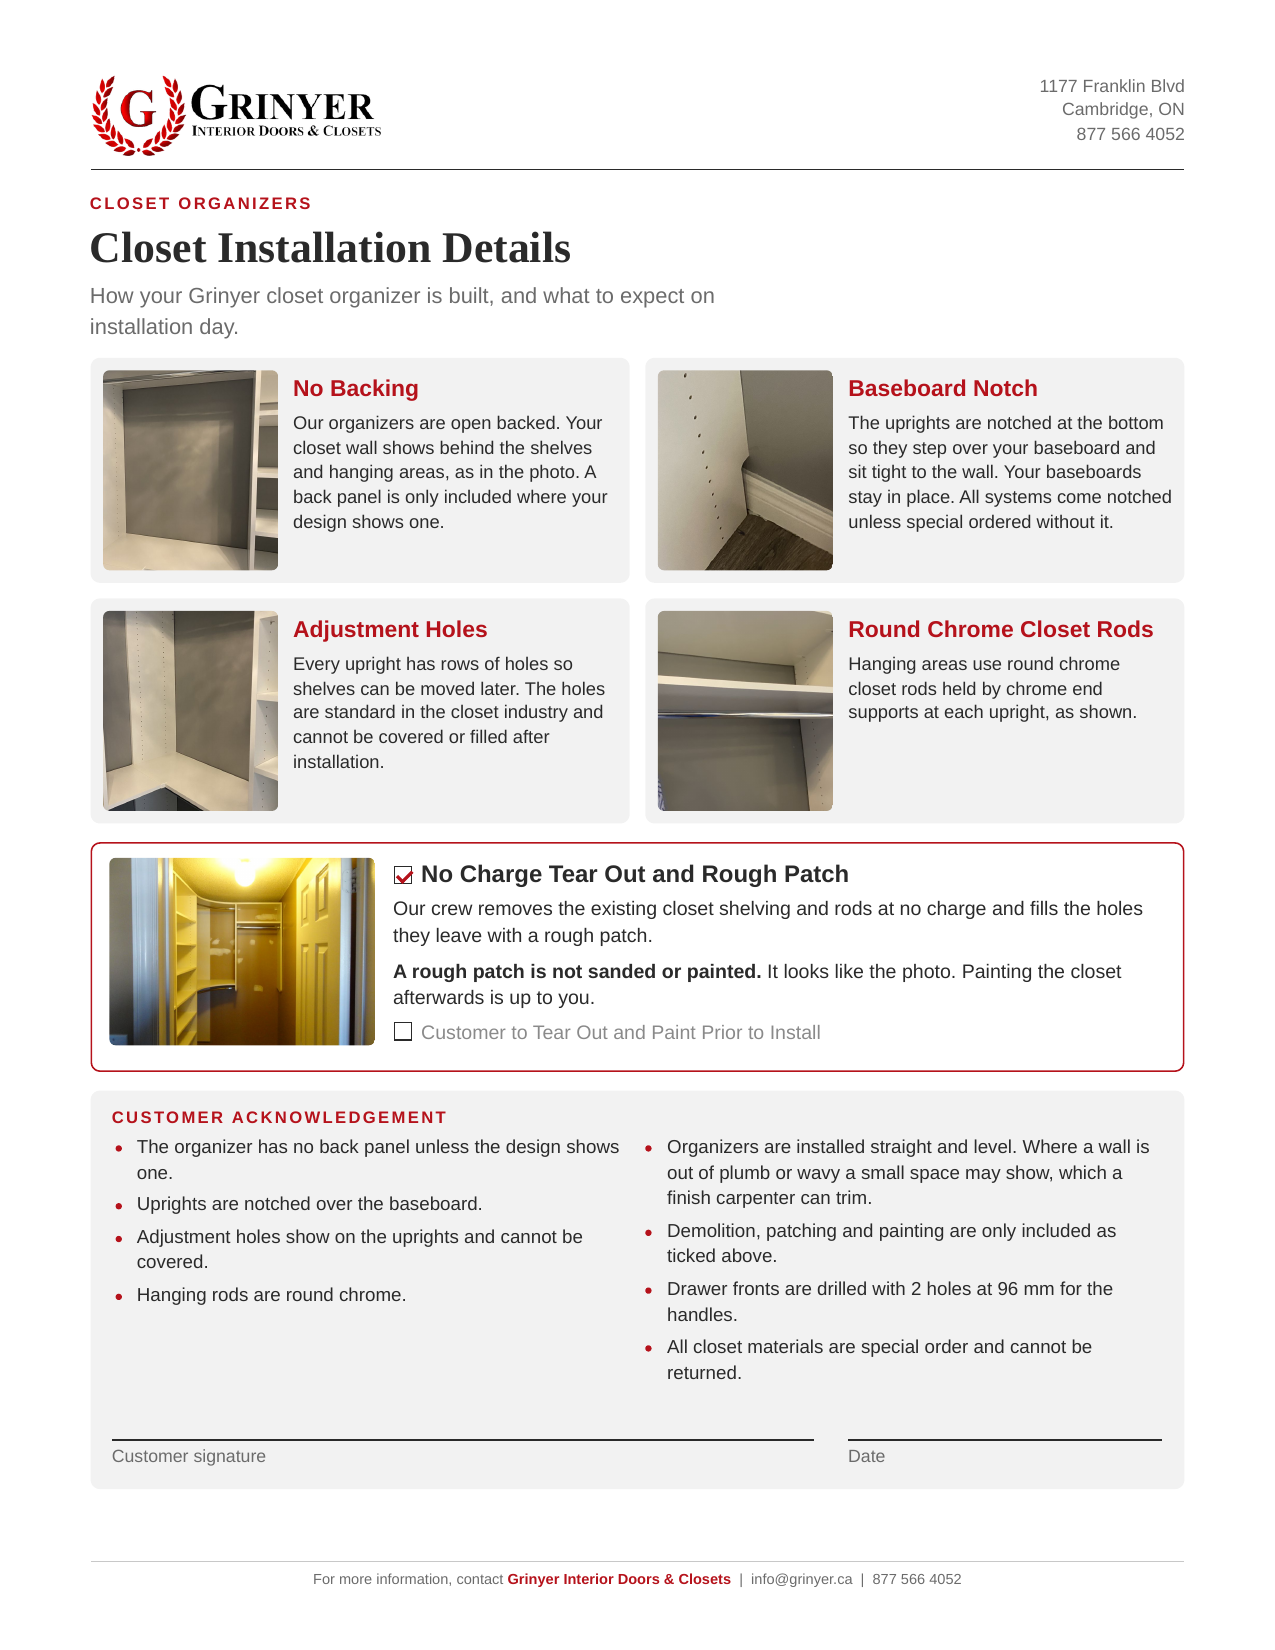 G GRINYER
INTERIOR DOORS & CLOSETS
1177 Franklin Blvd
Cambridge, ON
877 566 4052
CLOSET ORGANIZERS
Closet Installation Details
How your Grinyer closet organizer is built, and what to expect on
installation day.
No Backing
Our organizers are open backed. Your
closet wall shows behind the shelves
and hanging areas, as in the photo. A
back panel is only included where your
design shows one.
Baseboard Notch
The uprights are notched at the bottom
so they step over your baseboard and
sit tight to the wall. Your baseboards
stay in place. All systems come notched
unless special ordered without it.
Adjustment Holes
Every upright has rows of holes so
shelves can be moved later. The holes
are standard in the closet industry and
cannot be covered or filled after
installation.
Round Chrome Closet Rods
Hanging areas use round chrome
closet rods held by chrome end
supports at each upright, as shown.
No Charge Tear Out and Rough Patch
Our crew removes the existing closet shelving and rods at no charge and fills the holes
they leave with a rough patch.
A rough patch is not sanded or painted. It looks like the photo. Painting the closet
afterwards is up to you.
Customer to Tear Out and Paint Prior to Install
CUSTOMER ACKNOWLEDGEMENT
• The organizer has no back panel unless the design shows
one.
• Uprights are notched over the baseboard.
• Adjustment holes show on the uprights and cannot be
covered.
• Hanging rods are round chrome.
• Organizers are installed straight and level. Where a wall is
out of plumb or wavy a small space may show, which a
finish carpenter can trim.
• Demolition, patching and painting are only included as
ticked above.
• Drawer fronts are drilled with 2 holes at 96 mm for the
handles.
• All closet materials are special order and cannot be
returned.
Customer signature
Date
For more information, contact Grinyer Interior Doors & Closets | info@grinyer.ca | 877 566 4052